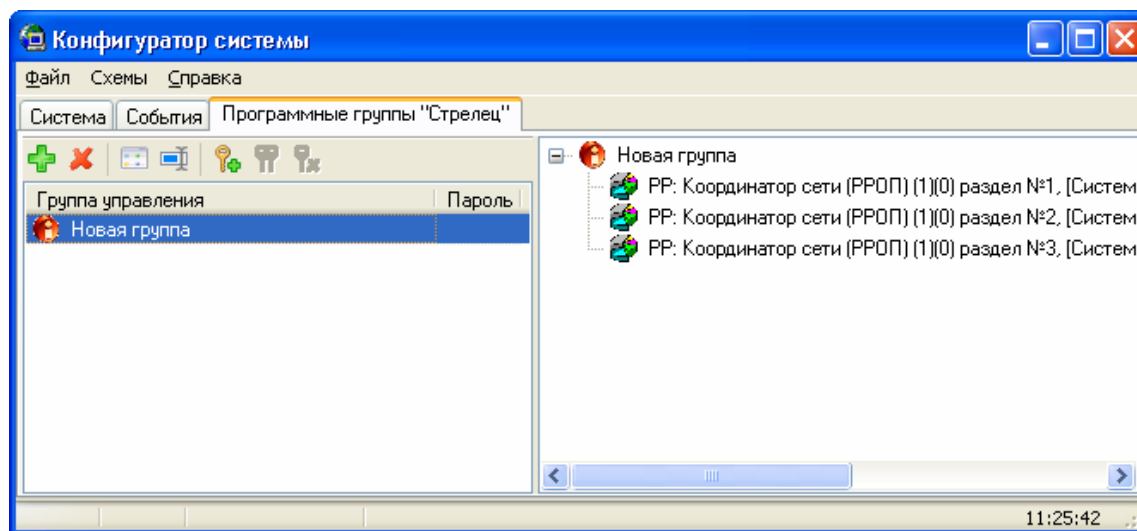 Конфигуратор системы
Файл Схемы Справка
Система События Программные группы "Стрелец"
Группа управления Пароль
Новая группа
Новая группа
РР: Координатор сети (РРОП) (1)(0) раздел №1, [Систем
РР: Координатор сети (РРОП) (1)(0) раздел №2, [Систем
РР: Координатор сети (РРОП) (1)(0) раздел №3, [Систем
11:25:42